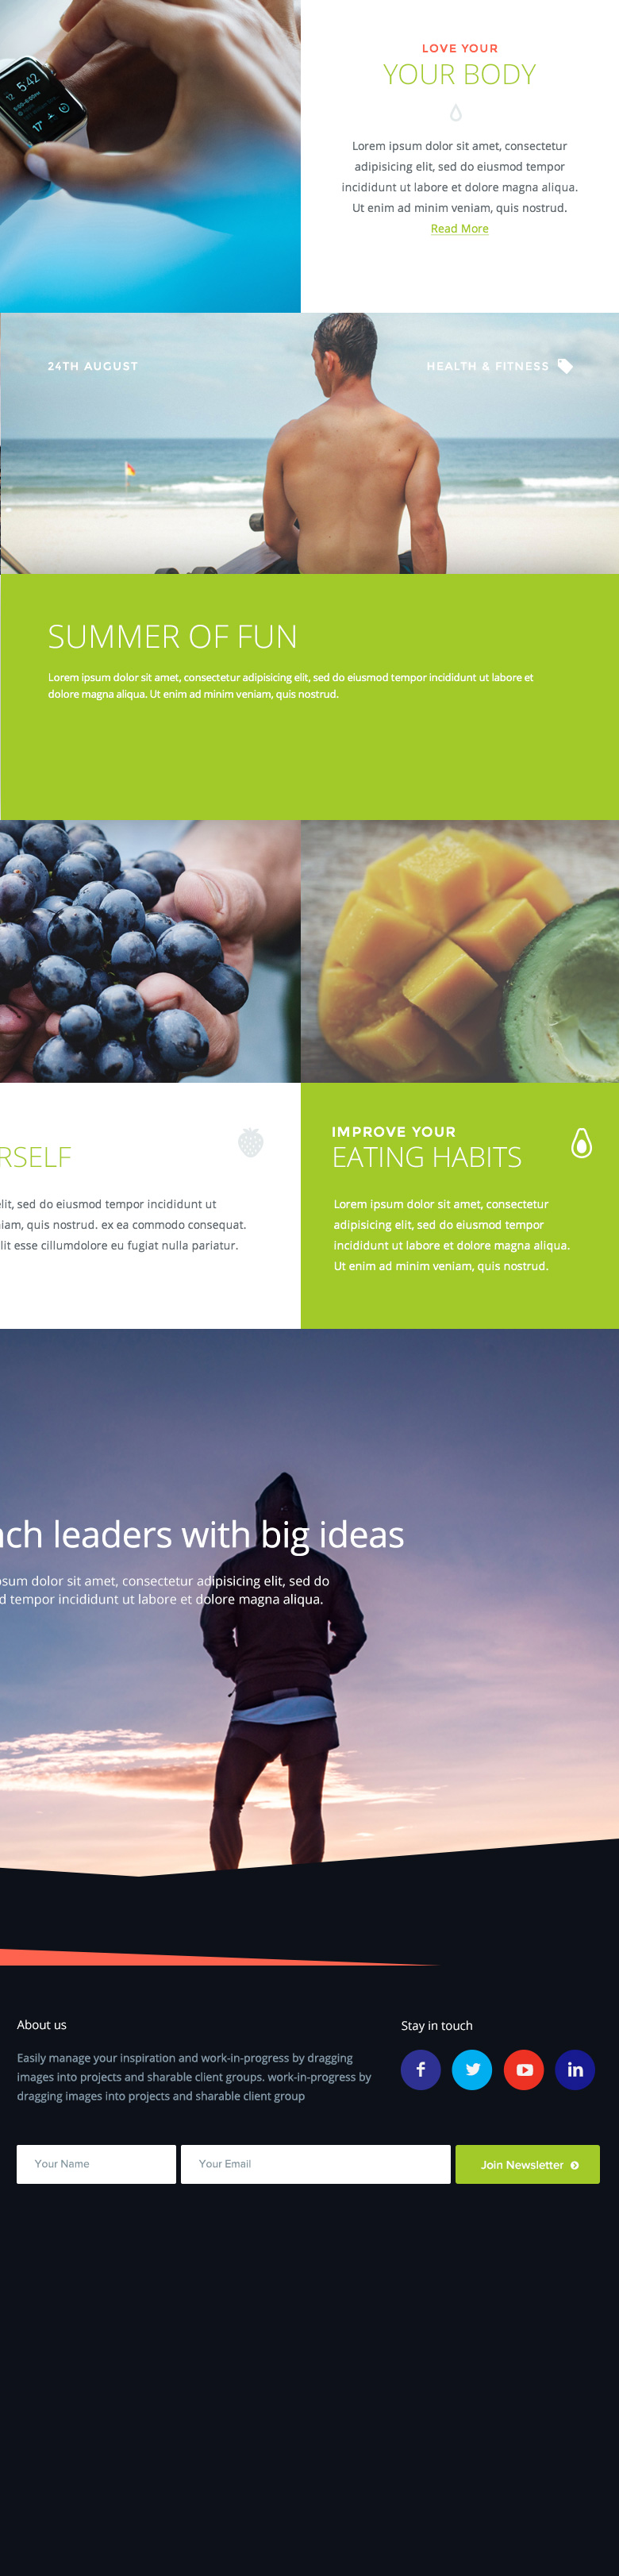 5:42
LOVE YOUR
YOUR BODY
Lorem ipsum dolor sit amet, consectetur
adipisicing elit, sed do eiusmod tempor
incididunt ut labore et dolore magna aliqua.
Ut enim ad minim veniam, quis nostrud.
Read More
24TH AUGUST
HEALTH & FITNESS
SUMMER OF FUN
Lorem ipsum dolor sit amet, consectetur adipisicing elit, sed do eiusmod tempor incididunt ut labore et
dolore magna aliqua. Ut enim ad minim veniam, quis nostrud.
RSELF
elit, sed do eiusmod tempor incididunt ut
niam, quis nostrud. ex ea commodo consequat.
lit esse cillumdolore eu fugiat nulla pariatur.
IMPROVE YOUR
EATING HABITS
Lorem ipsum dolor sit amet, consectetur
adipisicing elit, sed do eiusmod tempor
incididunt ut labore et dolore magna aliqua.
Ut enim ad minim veniam, quis nostrud.
nch leaders with big ideas
psum dolor sit amet, consectetur adipisicing elit, sed do
d tempor incididunt ut labore et dolore magna aliqua.
About us
Easily manage your inspiration and work-in-progress by dragging
images into projects and sharable client groups. work-in-progress by
dragging images into projects and sharable client group
Stay in touch
Your Name
Your Email
Join Newsletter